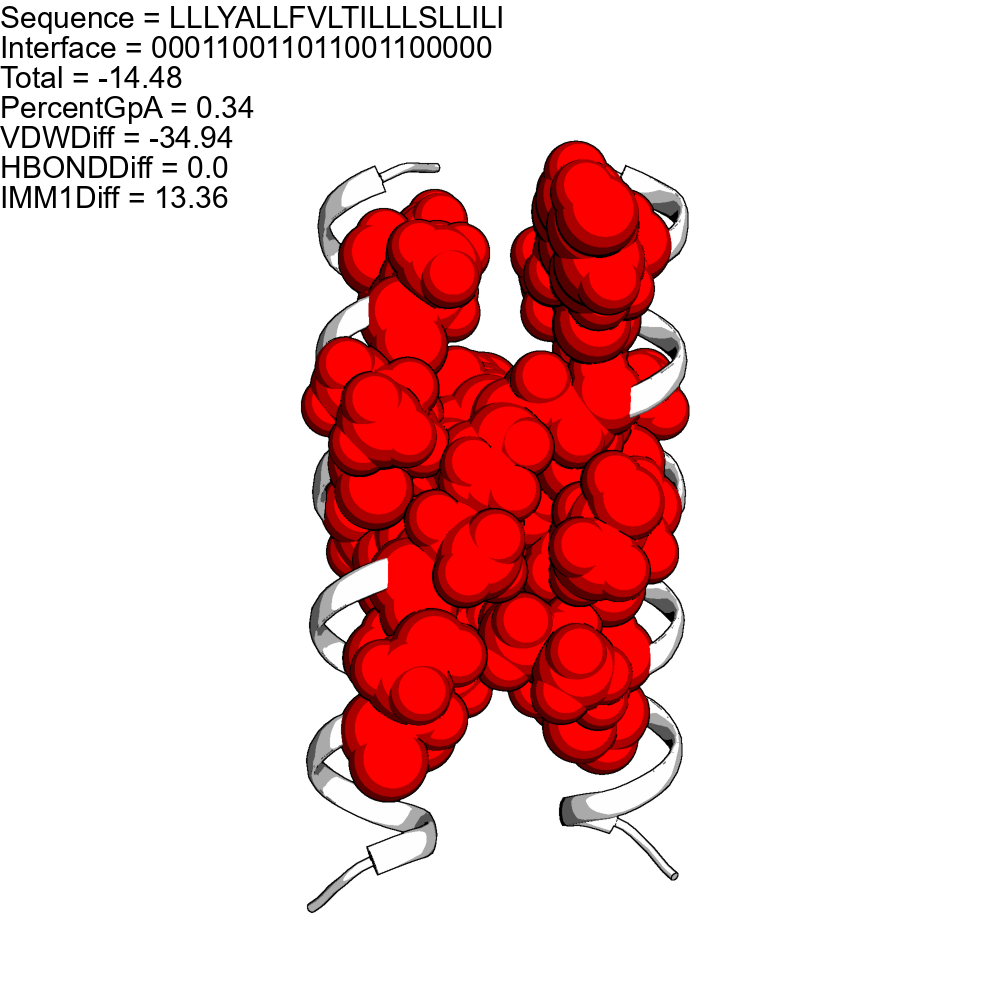 Sequence = LLLYALLFVLTILLLSLLILI
Interface = 000110011011001100000
Total = -14.48
PercentGpA = 0.34
VDWDiff = -34.94
HBONDDiff = 0.0
IMM1Diff = 13.36